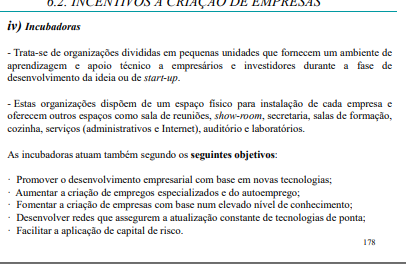 6.2. INCENTIVOS À CRIAÇÃO DE EMPRESAS
iv) Incubadoras
- Trata-se de organizações divididas em pequenas unidades que fornecem um ambiente de
aprendizagem e apoio técnico a empresários e investidores durante a fase de
desenvolvimento da ideia ou de start-up.
- Estas organizações dispõem de um espaço físico para instalação de cada empresa e
oferecem outros espaços como sala de reuniões, show-room, secretaria, salas de formação,
cozinha, serviços (administrativos e Internet), auditório e laboratórios.
As incubadoras atuam também segundo os seguintes objetivos:
· Promover o desenvolvimento empresarial com base em novas tecnologias;
· Aumentar a criação de empregos especializados e do autoemprego;
· Fomentar a criação de empresas com base num elevado nível de conhecimento;
· Desenvolver redes que assegurem a atualização constante de tecnologias de ponta;
· Facilitar a aplicação de capital de risco.
178